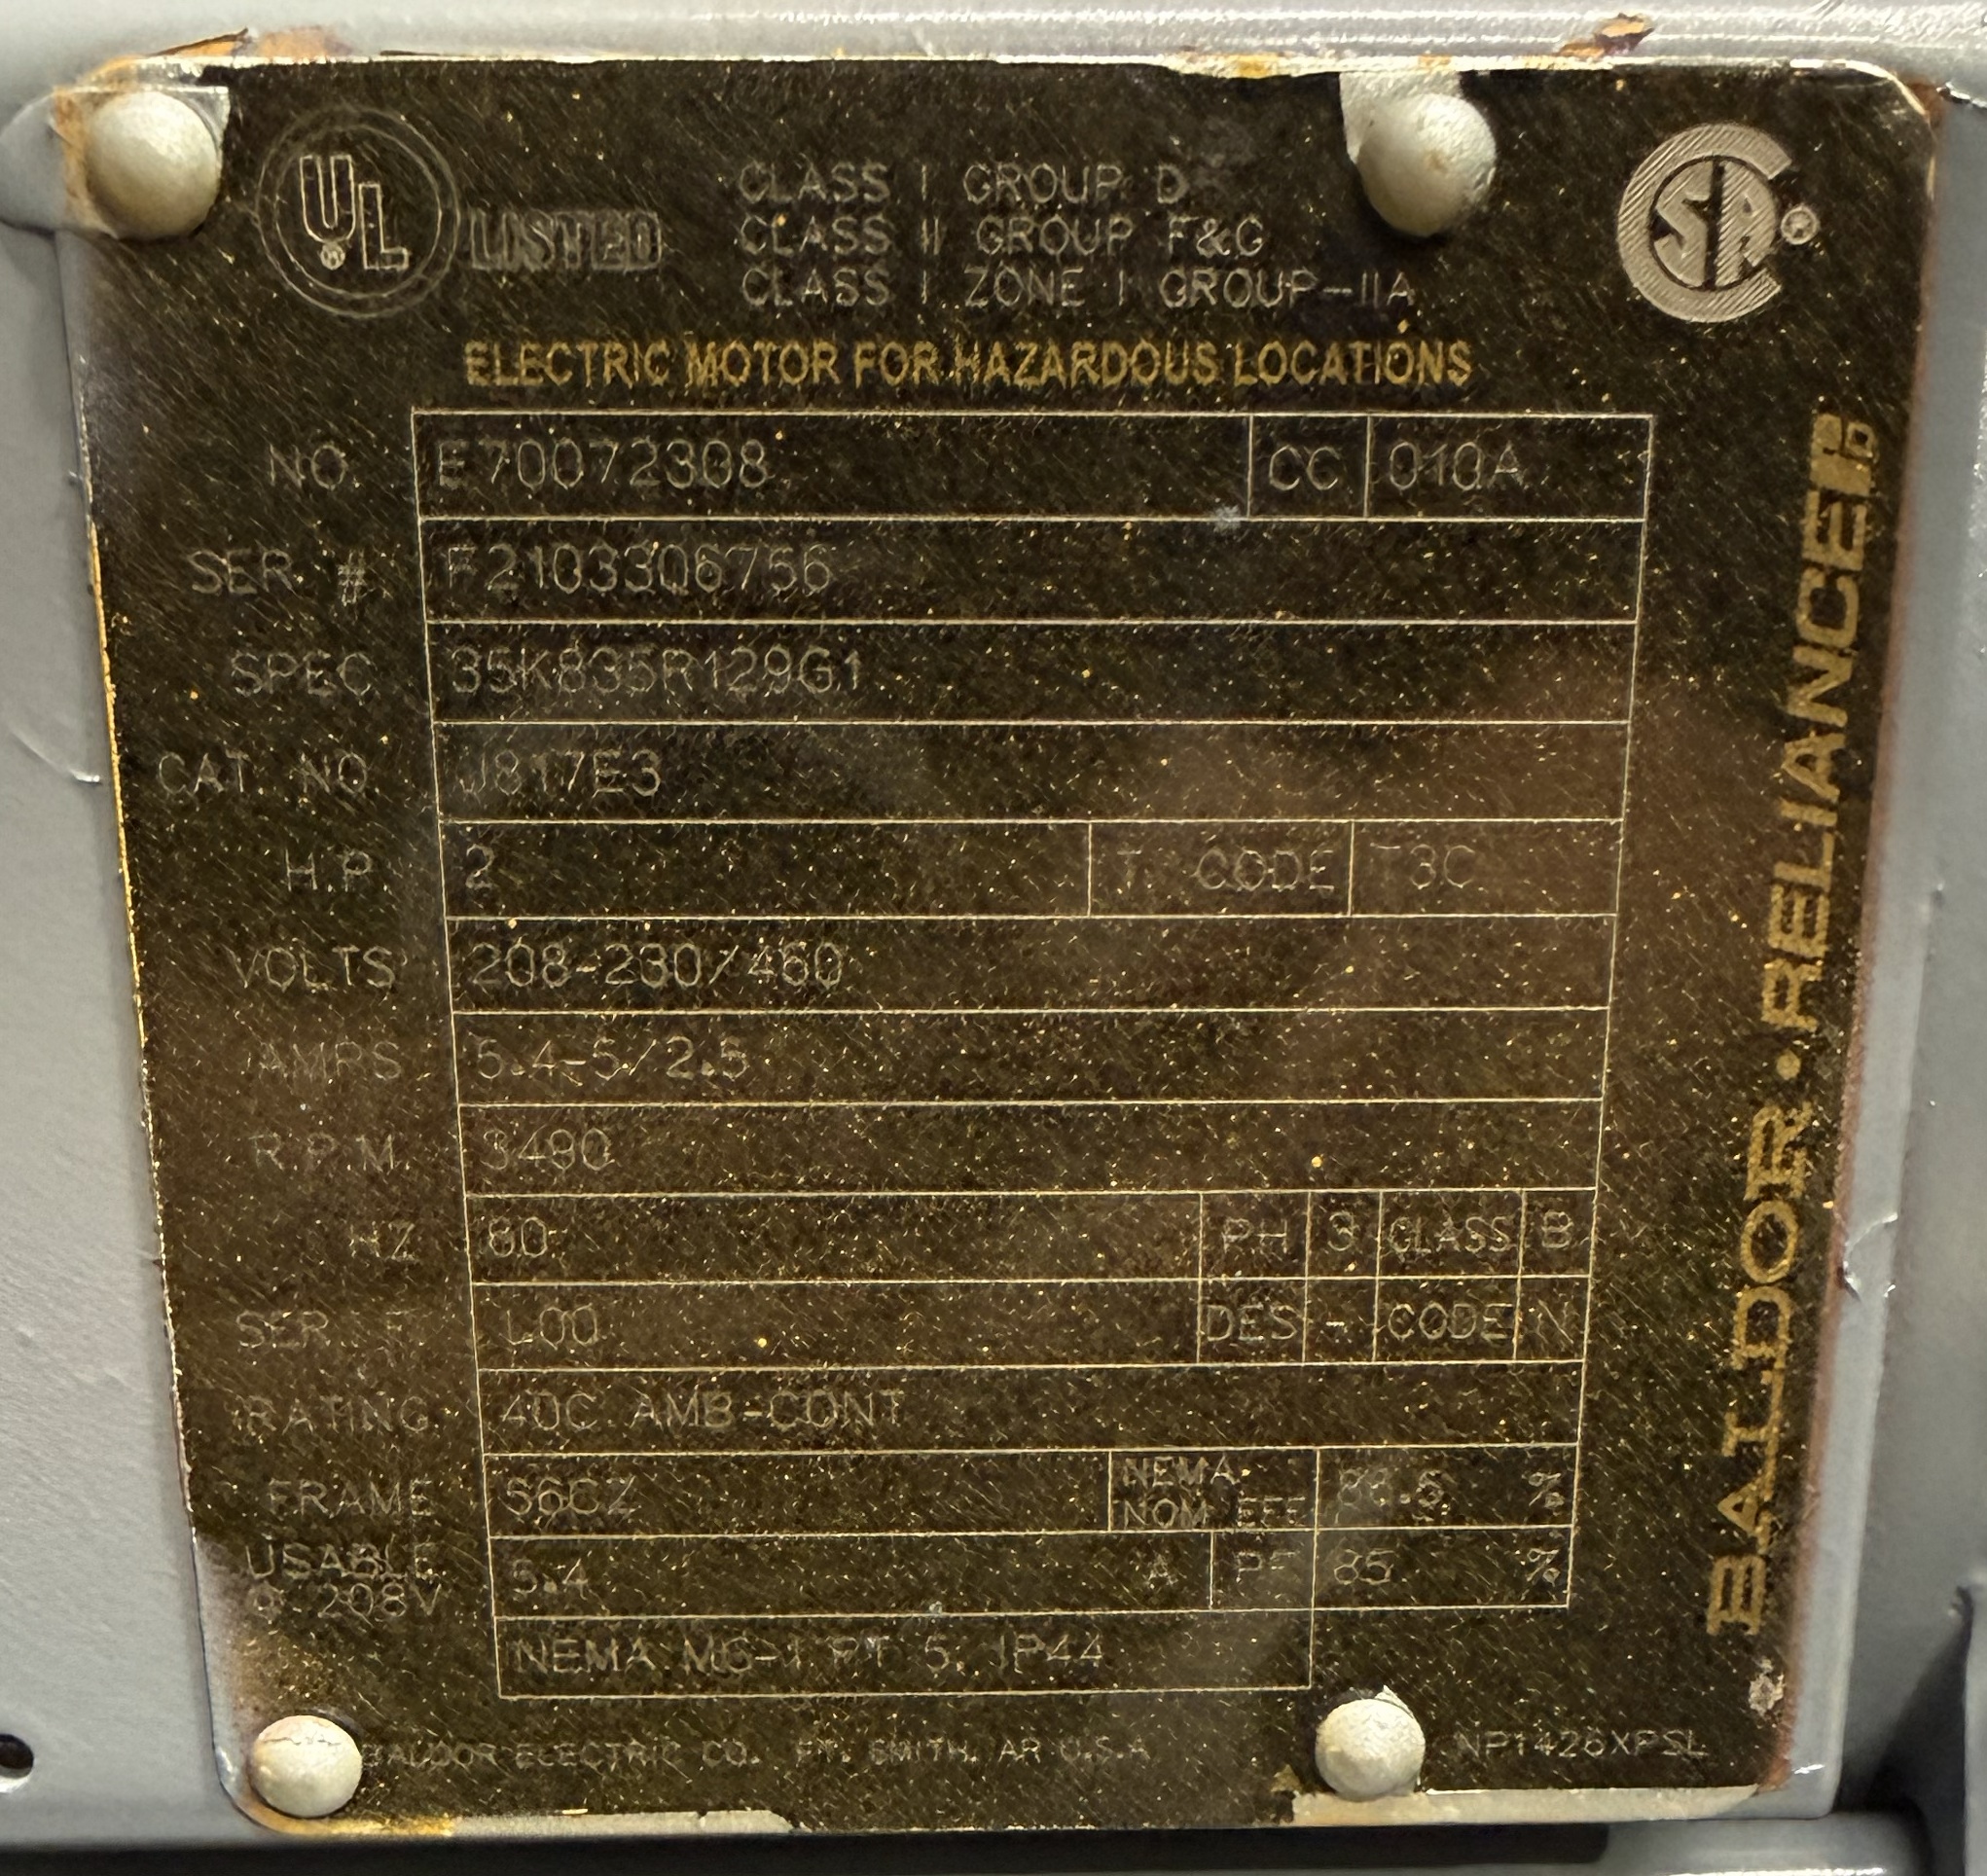 UL® LISTED
CLASS I GROUP D
CLASS II GROUP F&G
CLASS I ZONE I GROUP-IIA
CSA®
ELECTRIC MOTOR FOR HAZARDOUS LOCATIONS
NO. E70072308 CC 010A
SER. # F2103306756
SPEC 35K835R129G1
CAT. NO. J817E3
H.P. 2 T. CODE T3C
VOLTS 208-230/460
AMPS 5.4-5/2.5
R.P.M. 3490
HZ PH 3 CLASS B
SER. F. 1.00 DES - CODE N
RATING 40C AMB-CONT
FRAME NEMA NOM. EFF. %
USABLE @ 208V 5.4 A PF 85 %
NEMA MG-1 PT 5, IP44
BALDOR ELECTRIC CO. FT. SMITH, AR U.S.A.
NP1426XPSL
BALDOR • RELIANCE